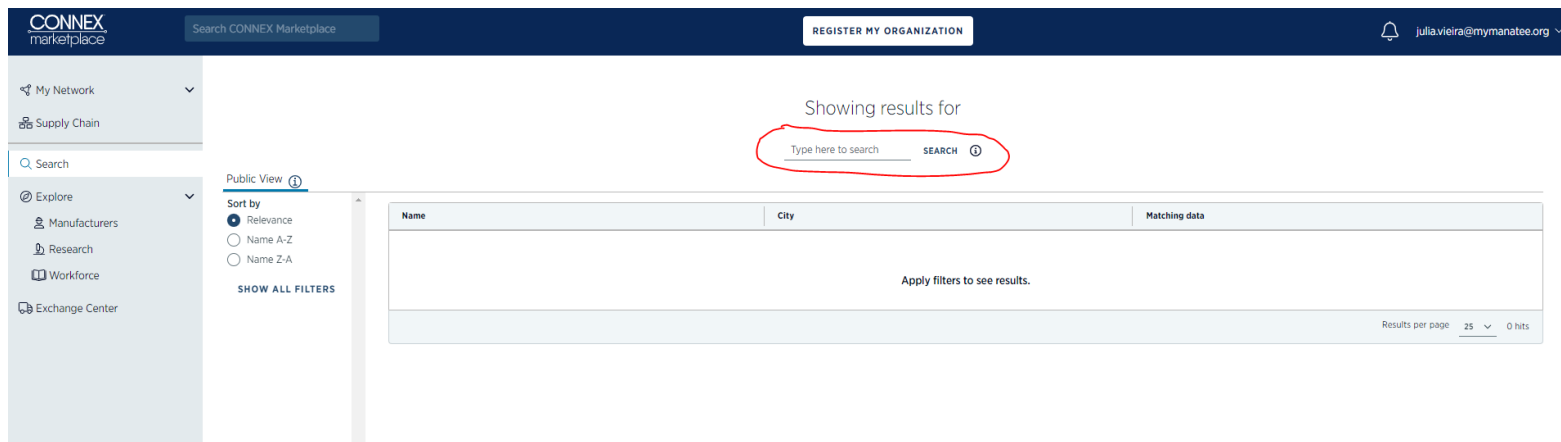 CONNEX
marketplace
Search CONNEX Marketplace
REGISTER MY ORGANIZATION
julia.vieira@mymanatee.org
My Network
Supply Chain
Search
Explore
Manufacturers
Research
Workforce
Exchange Center
Showing results for
Type here to search SEARCH
Public View
Sort by
Relevance
Name A-Z
Name Z-A
SHOW ALL FILTERS
Name City Matching data
Apply filters to see results.
Results per page 25 0 hits